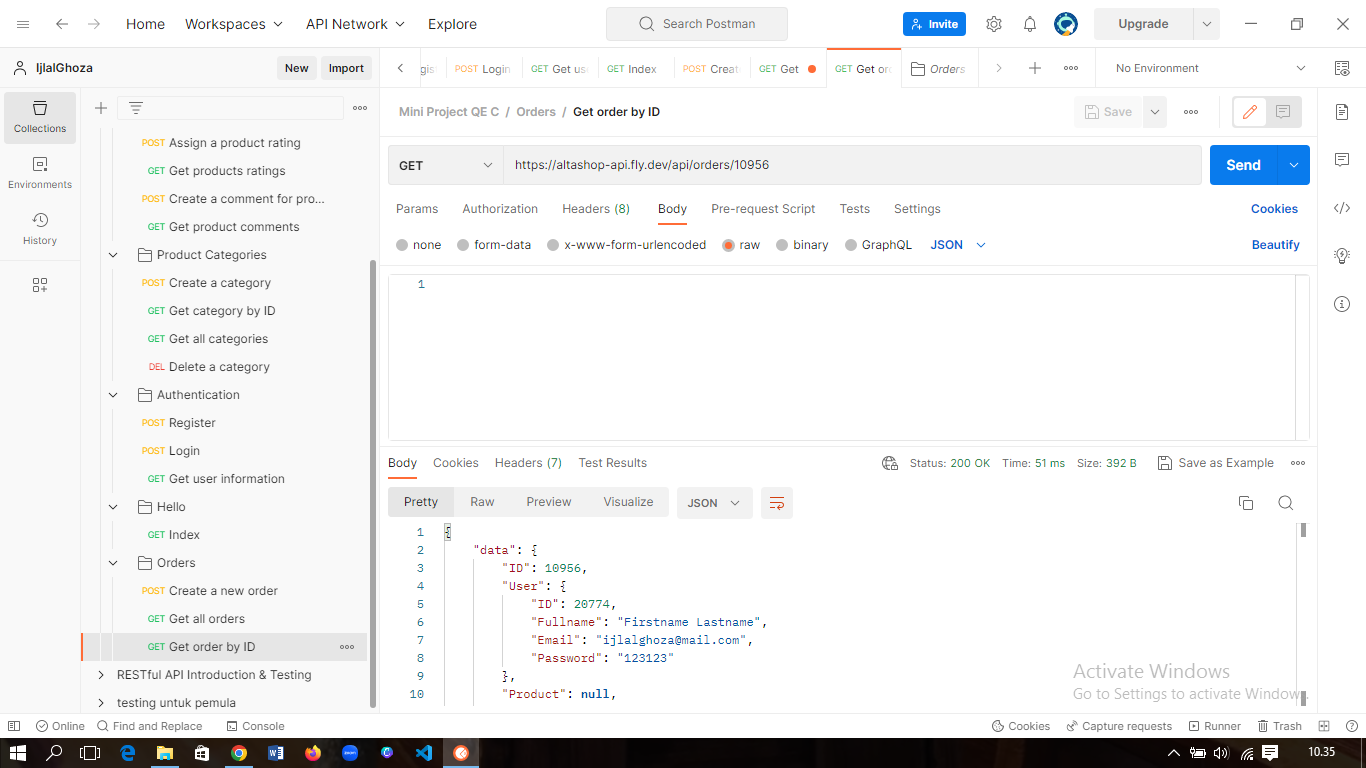 Home Workspaces API Network Explore Search Postman Invite Upgrade
IjlalGhoza New Import
POST Login GET Get us GET Index POST Creat GET Get GET Get or Orders No Environment
Collections
Environments
History
POST Assign a product rating
GET Get products ratings
POST Create a comment for pro...
GET Get product comments
Product Categories
POST Create a category
GET Get category by ID
GET Get all categories
DEL Delete a category
Authentication
POST Register
POST Login
GET Get user information
Hello
GET Index
Orders
POST Create a new order
GET Get all orders
GET Get order by ID
RESTful API Introduction & Testing
testing untuk pemula
Mini Project QE C / Orders / Get order by ID Save
GET https://altashop-api.fly.dev/api/orders/10956 Send
Params Authorization Headers (8) Body Pre-request Script Tests Settings Cookies
none form-data x-www-form-urlencoded raw binary GraphQL JSON Beautify
1
Body Cookies Headers (7) Test Results Status: 200 OK Time: 51 ms Size: 392 B Save as Example
Pretty Raw Preview Visualize JSON
1 {
2 "data": {
3 "ID": 10956,
4 "User": {
5 "ID": 20774,
6 "Fullname": "Firstname Lastname",
7 "Email": "ijlalghoza@mail.com",
8 "Password": "123123"
9 },
10 "Product": null,
Activate Windows
Go to Settings to activate Windows.
Online Find and Replace Console Cookies Capture requests Runner Trash
10.35